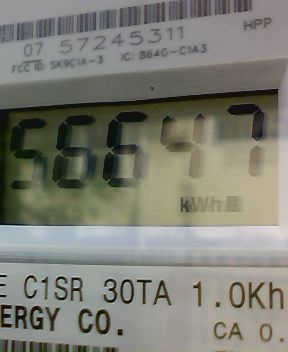 HPP
07 57245311
FCC ID: SK9C1A-3 IC: 864G-C1A3
56647
kWh
E C1SR 30TA 1.0Kh
ERGY CO.
CA 0.